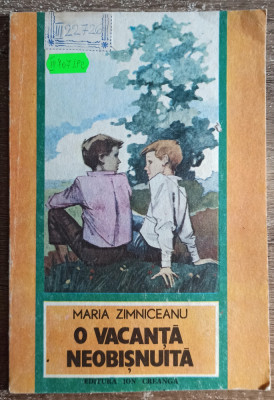 MARIA ZIMNICEANU
O VACANȚĂ
NEOBIȘNUITĂ
EDITURA ION CREANGĂ